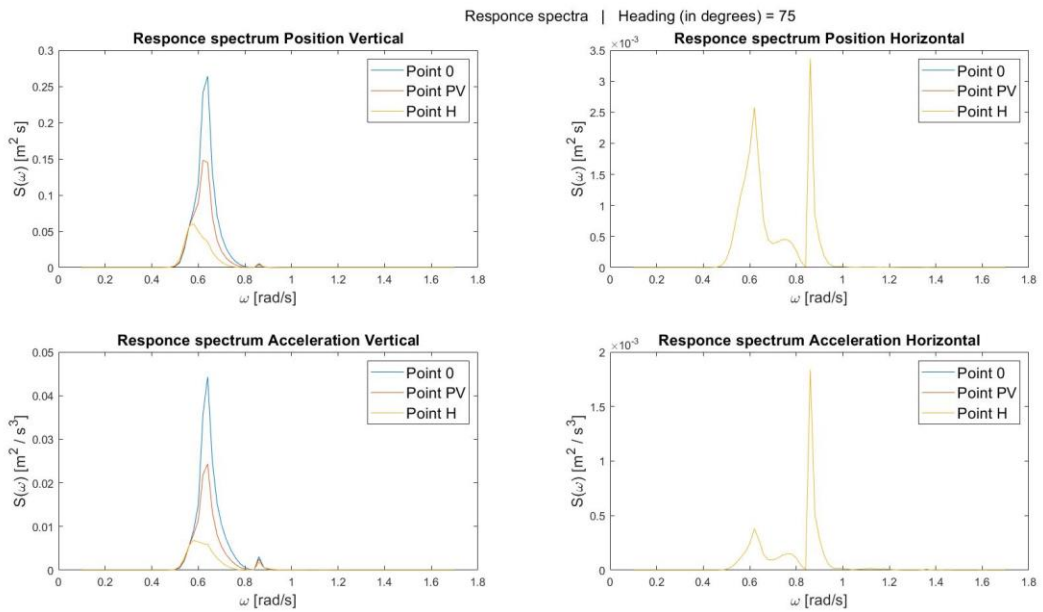 Responce spectra | Heading (in degrees) = 75
Responce spectrum Position Vertical
0.3
0.25
0.2
0.15
0.1
0.05
0
S(ω) [m² s]
Point 0
Point PV
Point H
0 0.2 0.4 0.6 0.8 1 1.2 1.4 1.6 1.8
ω [rad/s]
Responce spectrum Position Horizontal
×10⁻³
3.5
3
2.5
2
1.5
1
0.5
0
S(ω) [m² s]
Point 0
Point PV
Point H
0 0.2 0.4 0.6 0.8 1 1.2 1.4 1.6 1.8
ω [rad/s]
Responce spectrum Acceleration Vertical
0.05
0.04
0.03
0.02
0.01
0
S(ω) [m² / s³]
Point 0
Point PV
Point H
0 0.2 0.4 0.6 0.8 1 1.2 1.4 1.6 1.8
ω [rad/s]
Responce spectrum Acceleration Horizontal
×10⁻³
2
1.5
1
0.5
0
S(ω) [m² / s³]
Point 0
Point PV
Point H
0 0.2 0.4 0.6 0.8 1 1.2 1.4 1.6 1.8
ω [rad/s]